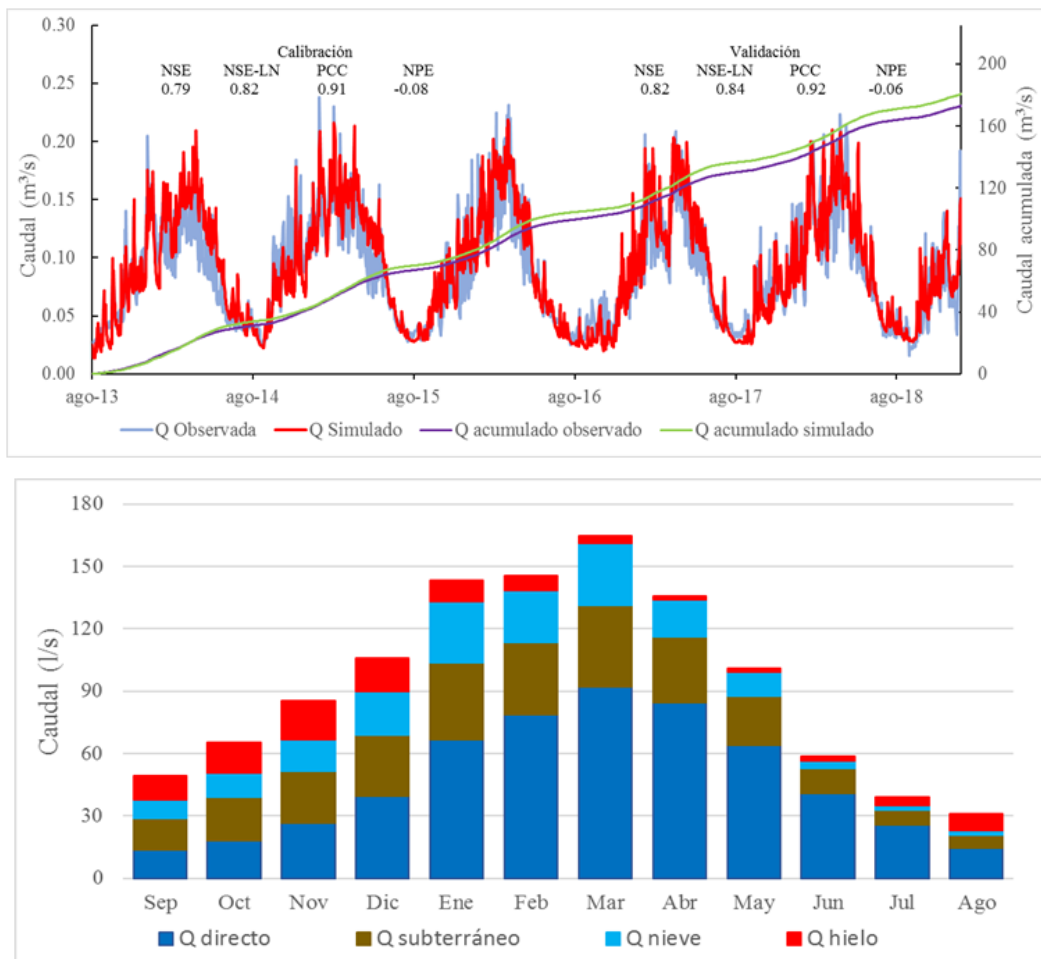 0.30
0.25
0.20
0.15
0.10
0.05
0.00
Caudal (m³/s)
Calibración
NSE NSE-LN PCC NPE
0.79 0.82 0.91 -0.08
Validación
NSE NSE-LN PCC NPE
0.82 0.84 0.92 -0.06
200
160
120
80
40
0
Caudal acumulada (m³/s)
ago-13 ago-14 ago-15 ago-16 ago-17 ago-18
Q Observada Q Simulado Q acumulado observado Q acumulado simulado
180
150
120
90
60
30
0
Caudal (l/s)
Sep Oct Nov Dic Ene Feb Mar Abr May Jun Jul Ago
Q directo Q subterráneo Q nieve Q hielo